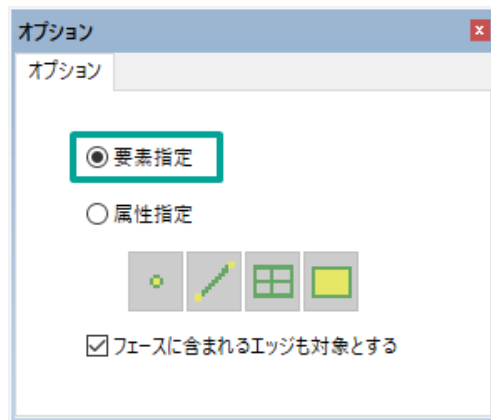 オプション
オプション
要素指定
属性指定
フェースに含まれるエッジも対象とする